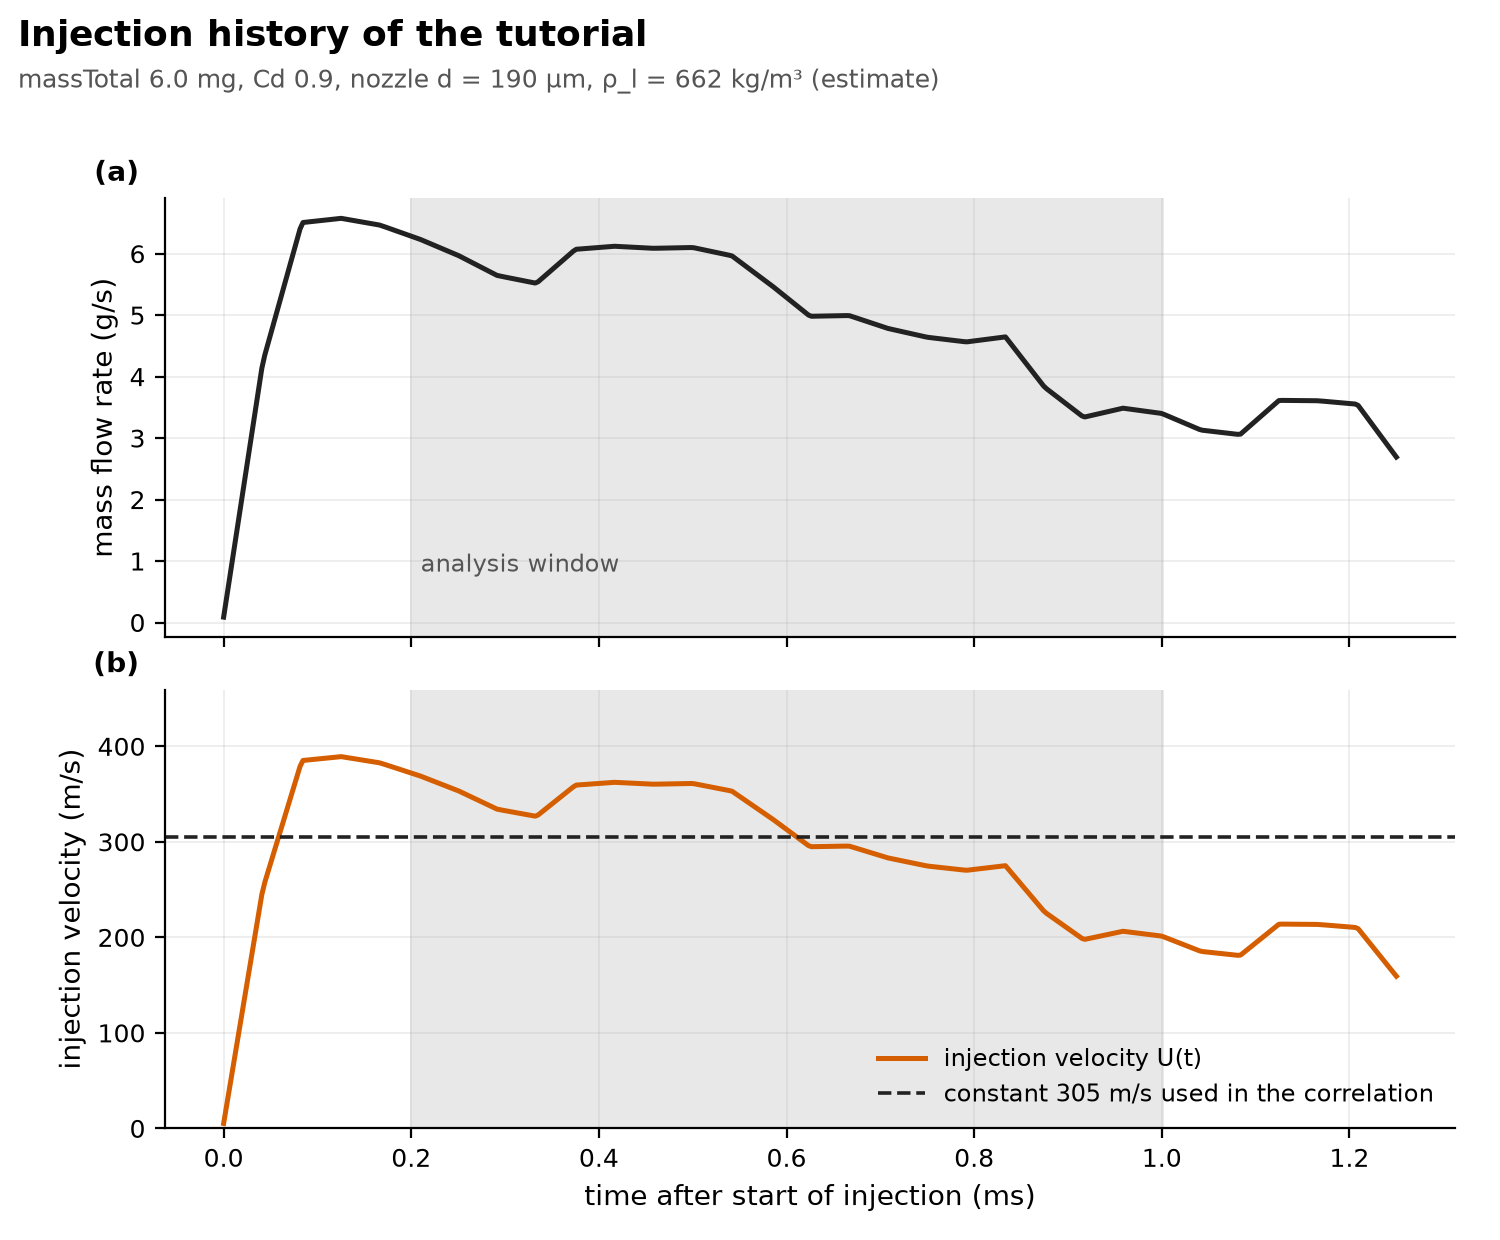 Injection history of the tutorial
massTotal 6.0 mg, Cd 0.9, nozzle d = 190 µm, ρ_l = 662 kg/m³ (estimate)
(a)
mass flow rate (g/s)
6
5
4
3
2
1
0
analysis window
(b)
injection velocity (m/s)
400
300
200
100
0
injection velocity U(t)
constant 305 m/s used in the correlation
0.0 0.2 0.4 0.6 0.8 1.0 1.2
time after start of injection (ms)